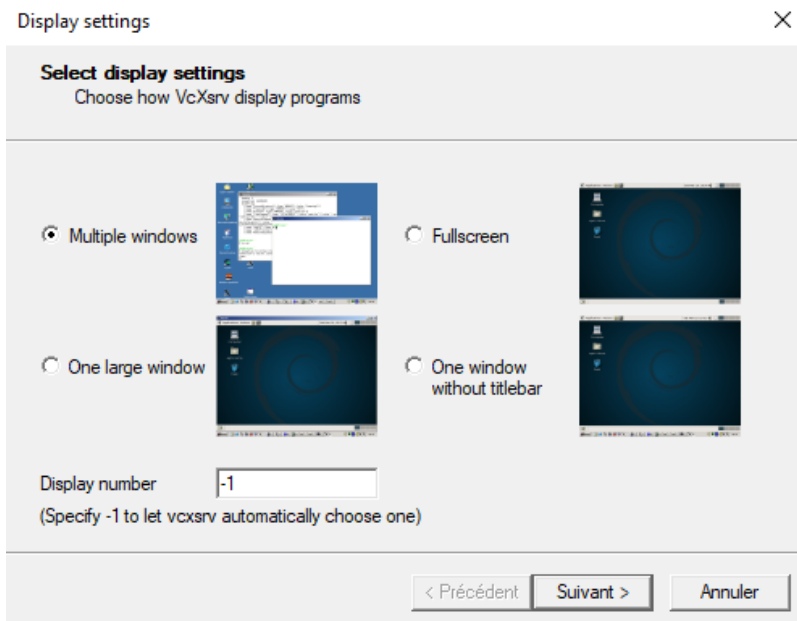 Display settings
Select display settings
Choose how VcXsrv display programs
Multiple windows
Fullscreen
One large window
One window
without titlebar
Display number
-1
(Specify -1 to let vcxsrv automatically choose one)
< Précédent
Suivant >
Annuler